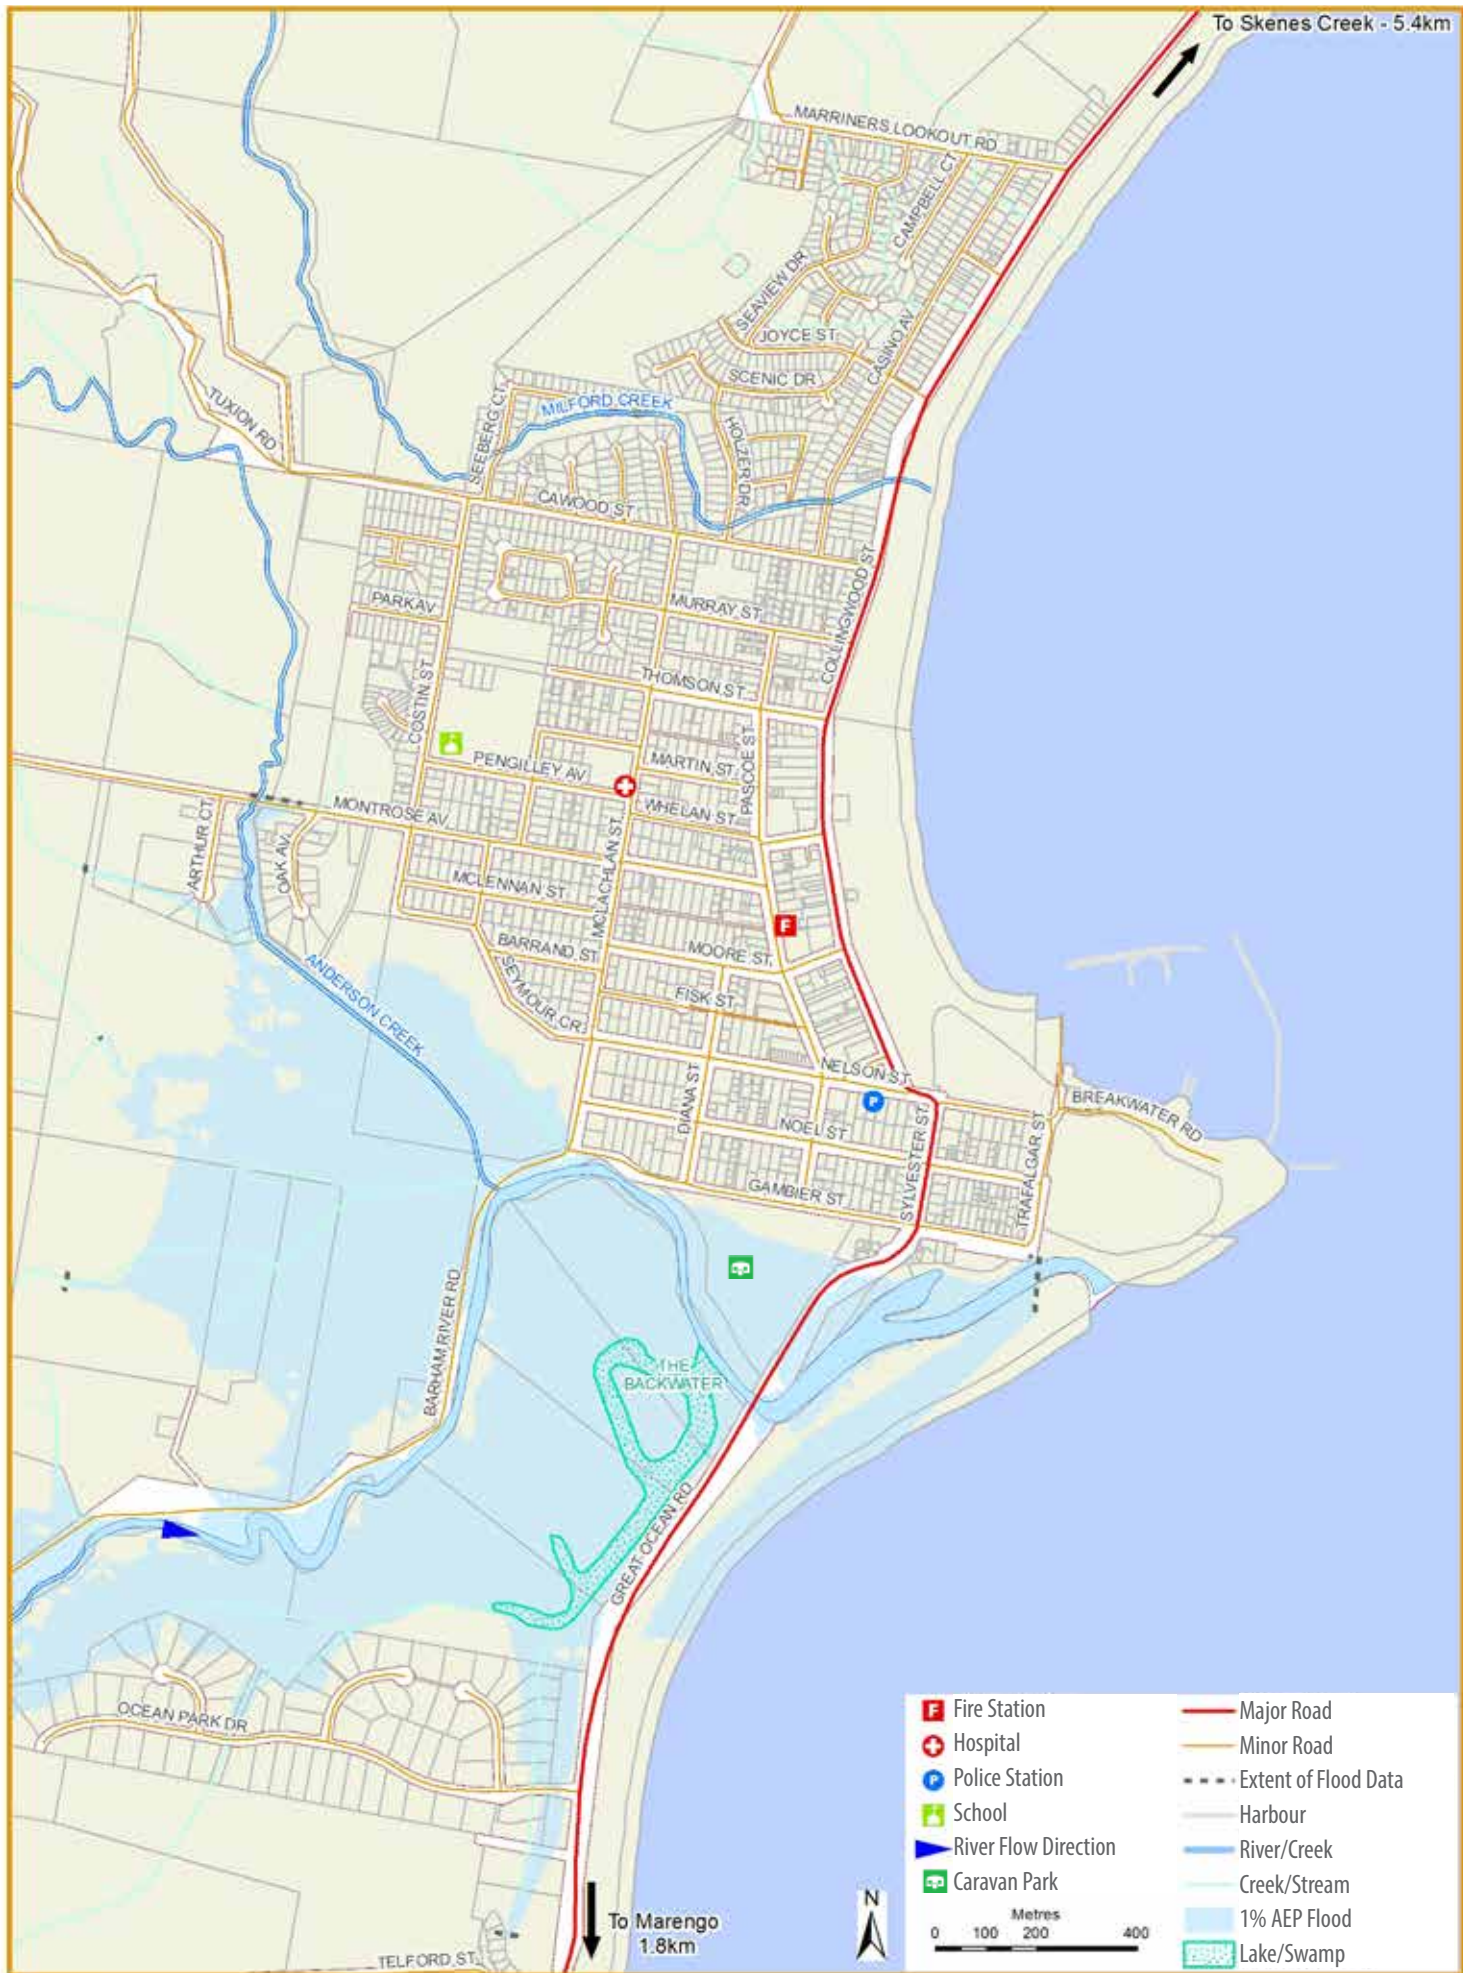 To Skenes Creek - 5.4km
MARRINERS LOOKOUT RD
CAMPBELL CT
SEAVIEW DR
JOYCE ST
CASINO AV
SCENIC DR
TUXION RD
SEEBERG CT
MILFORD CREEK
HOLZER DR
CAWOOD ST
COLLINGWOOD ST
PARK AV
MURRAY ST
THOMSON ST
COSTIN ST
PASCOE ST
PENGILLEY AV
MARTIN ST
WHELAN ST
MONTROSE AV
ARTHUR CT
OAK AV
MCLACHLAN ST
MCLENNAN ST
F
BARRAND ST
MOORE ST
ANDERSON CREEK
SEYMOUR CR
FISK ST
NELSON ST
DIANA ST
P
BREAKWATER RD
NOEL ST
SYLVESTER ST
TRAFALGAR ST
GAMBIER ST
BARHAM RIVER RD
THE
BACKWATER
GREAT OCEAN RD
OCEAN PARK DR
TELFORD ST
To Marengo
1.8km
F Fire Station
Hospital
P Police Station
School
River Flow Direction
Caravan Park
Major Road
Minor Road
Extent of Flood Data
Harbour
River/Creek
Creek/Stream
1% AEP Flood
Lake/Swamp
N
Metres
0 100 200 400